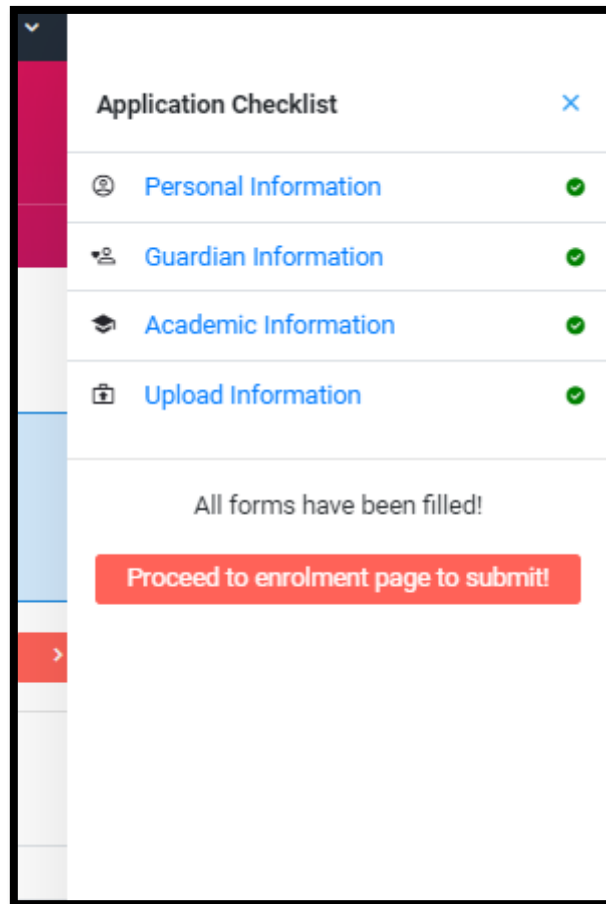 Application Checklist
Personal Information
Guardian Information
Academic Information
Upload Information
All forms have been filled!
Proceed to enrolment page to submit!